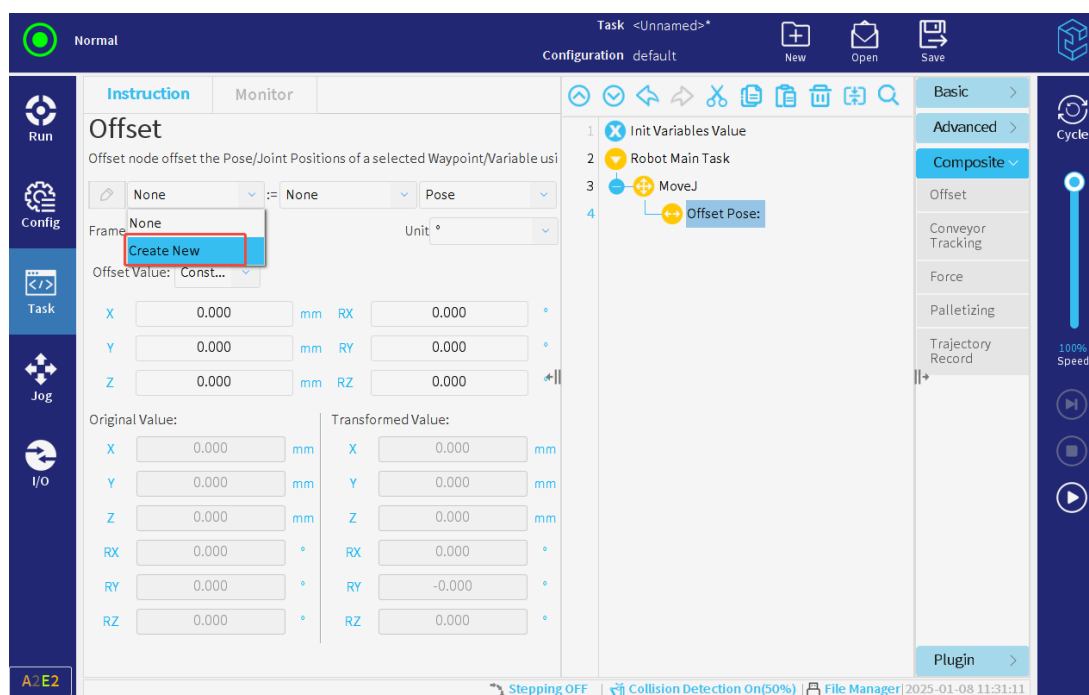 Normal
Task <Unnamed>*
Configuration default
New
Open
Save
Run
Config
Task
Jog
I/O
A2E2
Instruction
Monitor
Offset
Offset node offset the Pose/Joint Positions of a selected Waypoint/Variable usi
None := None Pose
None
Create New
Frame
Unit °
Offset Value: Const...
X 0.000 mm RX 0.000 °
Y 0.000 mm RY 0.000 °
Z 0.000 mm RZ 0.000 °
Original Value:
X 0.000 mm
Y 0.000 mm
Z 0.000 mm
RX 0.000 °
RY 0.000 °
RZ 0.000 °
Transformed Value:
X 0.000 mm
Y 0.000 mm
Z 0.000 mm
RX 0.000 °
RY -0.000 °
RZ 0.000 °
1 Init Variables Value
2 Robot Main Task
3 MoveJ
4 Offset Pose:
Basic
Advanced
Composite
Offset
Conveyor
Tracking
Force
Palletizing
Trajectory
Record
Plugin
Cycle
100%
Speed
Stepping OFF | Collision Detection On(50%) | File Manager| 2025-01-08 11:31:11